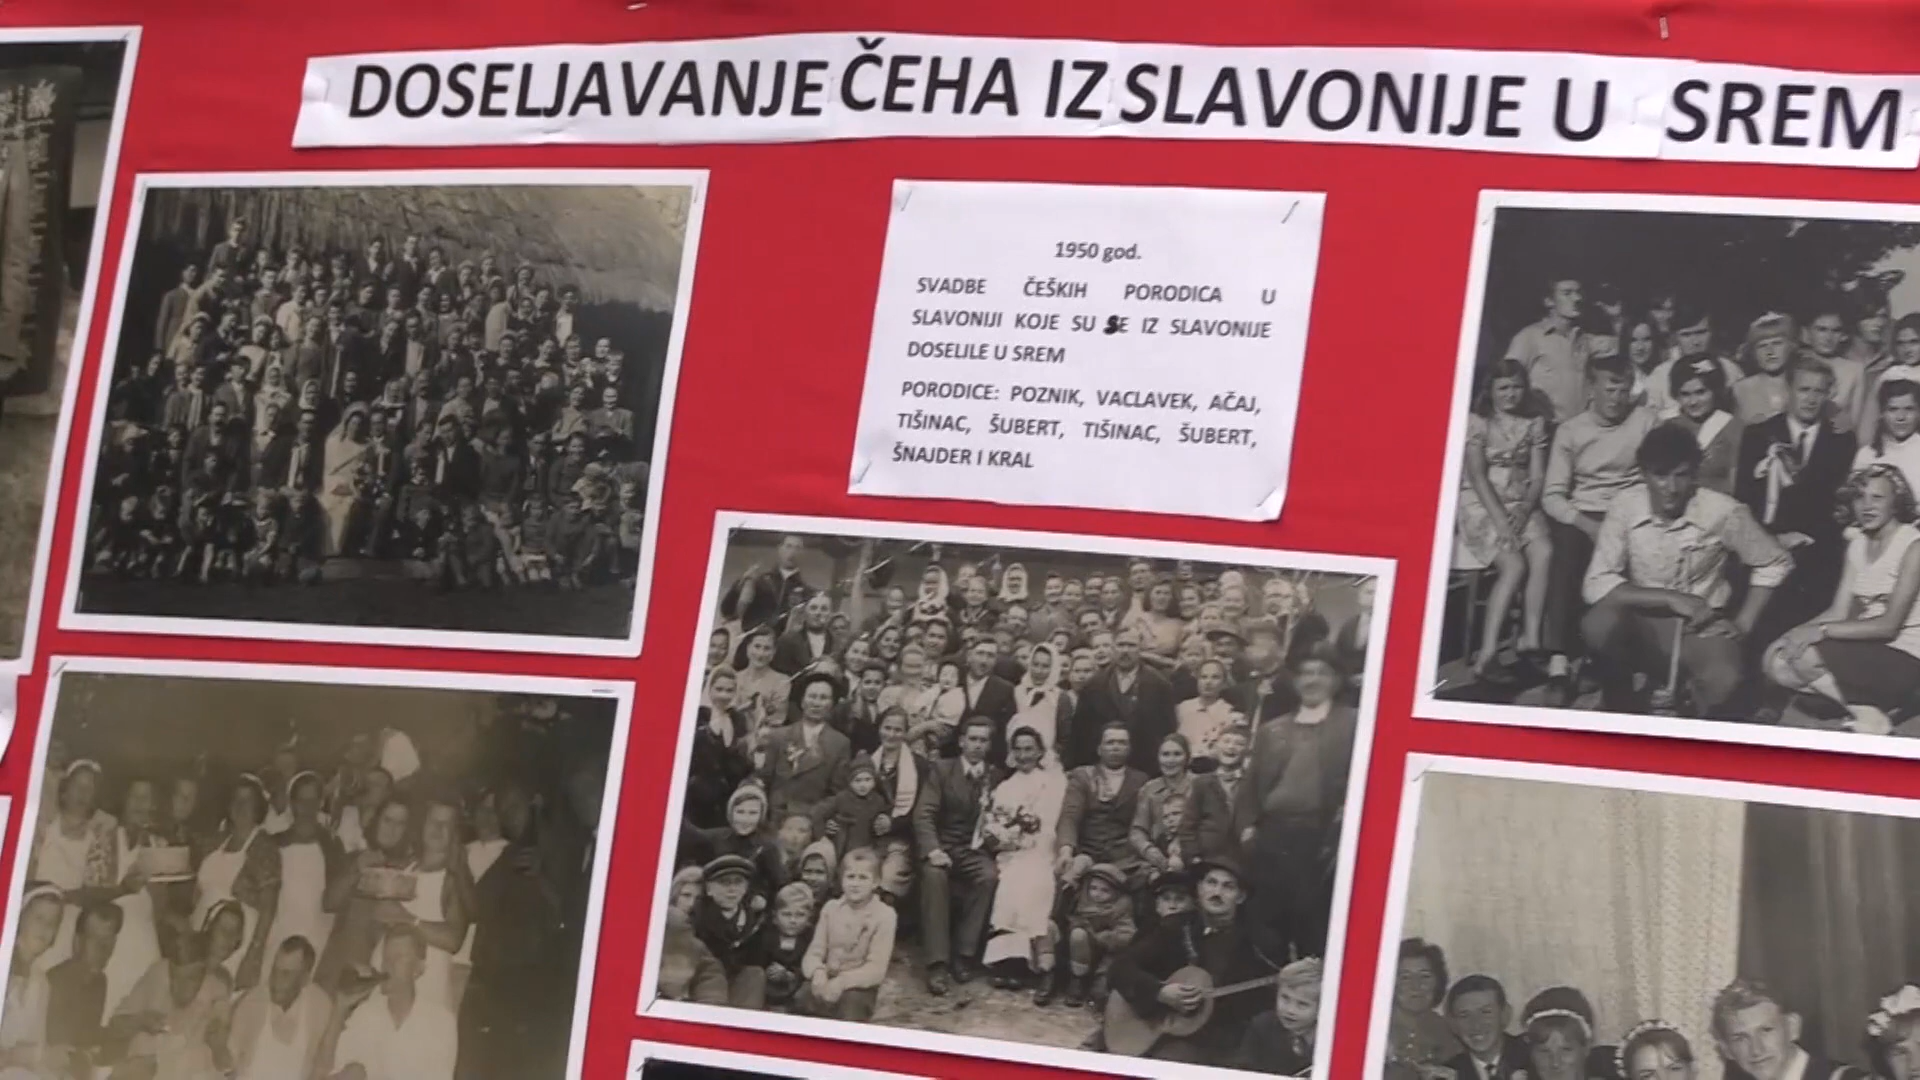 DOSELJAVANJE ČEHA IZ SLAVONIJE U SREM
1950 god.
SVADBE ČEŠKIH PORODICA U
SLAVONIJI KOJE SU SE IZ SLAVONIJE
DOSELILE U SREM
PORODICE: POZNIK, VACLAVEK, AČAJ,
TIŠINAC, ŠUBERT, TIŠINAC, ŠUBERT,
ŠNAJDER I KRAL